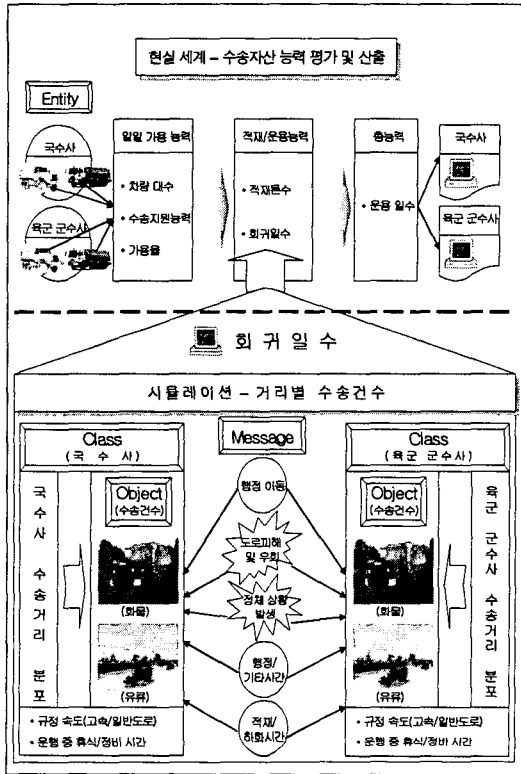 현실 세계 – 수송자산 능력 평가 및 산출
Entity
국수사
육군 군수사
일일 가용 능력
• 차량 대수
• 수송지원능력
• 가용율
적재/운용능력
• 적재톤수
• 회귀일수
총능력
• 운용 일수
국수사
육군 군수사
회귀일수
시뮬레이션 – 거리별 수송건수
Class
(국수사)
국수사 수송거리 분포
Object
(수송건수)
(화물)
(유류)
• 규정 속도(고속/일반도로)
• 운행 중 휴식/정비 시간
Message
행정 이동
도로피해
및 우회
정체 상황
발생
행정/
기타시간
적재/
하화시간
Class
(육군 군수사)
Object
(수송건수)
(화물)
(유류)
육군 군수사 수송거리 분포
• 규정 속도(고속/일반도로)
• 운행 중 휴식/정비 시간